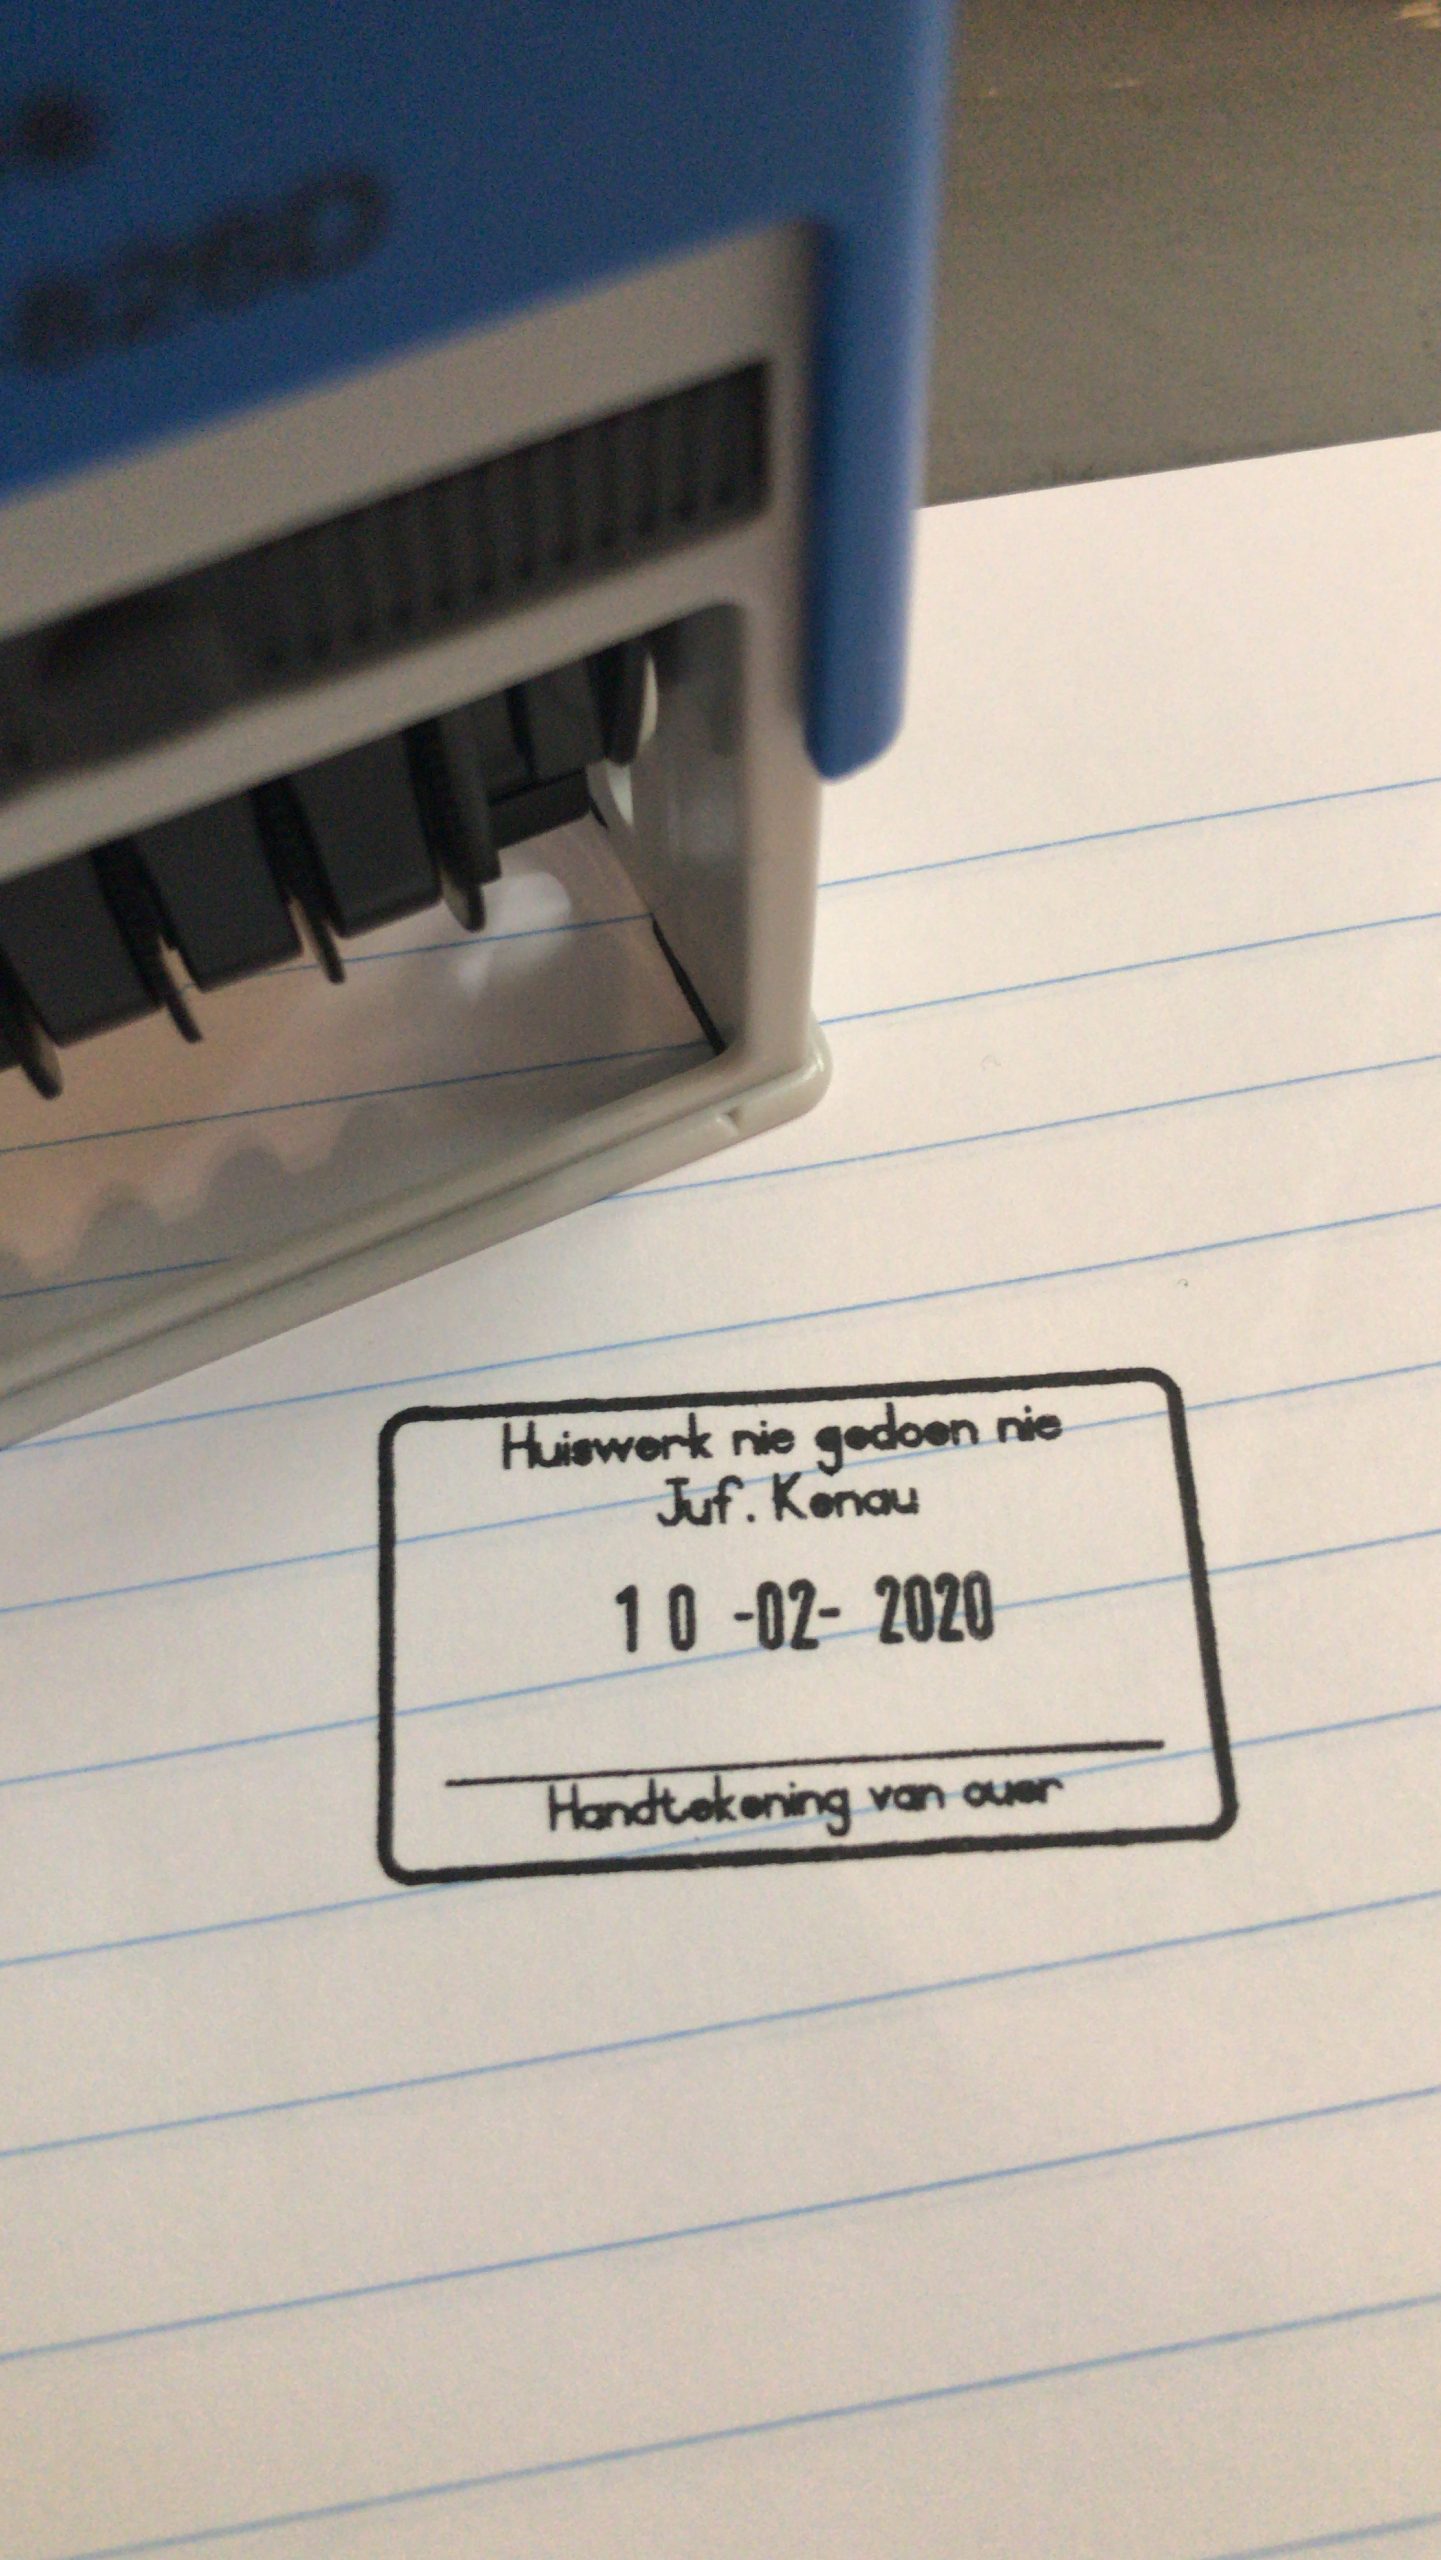 Huiswerk nie gedoen nie
Juf. Kenau
10 -02- 2020
Handtekening van ouer